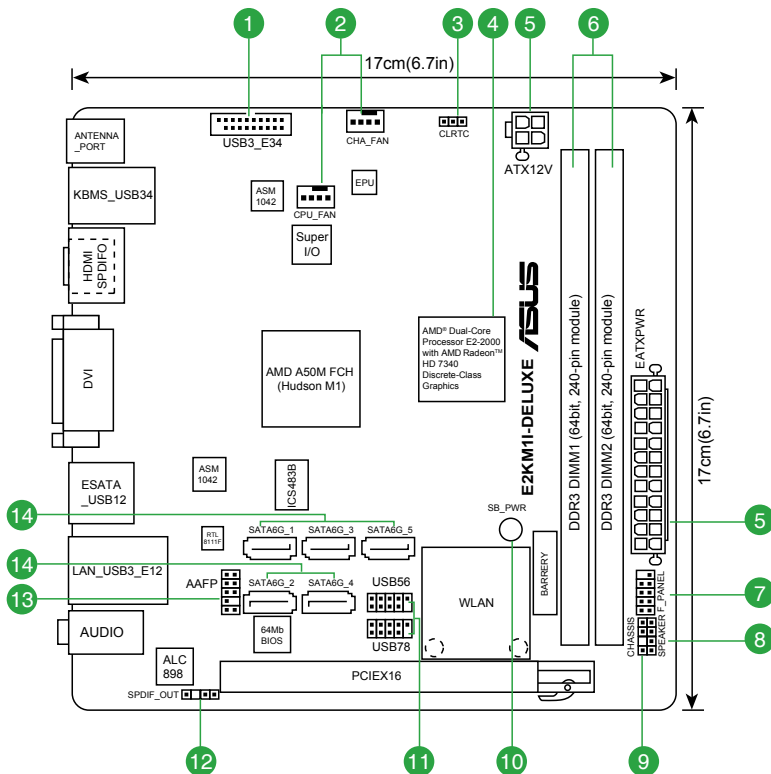 1
2
3
4
5
6
17cm(6.7in)
ANTENNA
_PORT
USB3_E34
CHA_FAN
CLRTC
ATX12V
KBMS_USB34
ASM
1042
EPU
CPU_FAN
Super
I/O
HDMI
SPDIFO
AMD® Dual-Core
Processor E2-2000
with AMD Radeon™
HD 7340
Discrete-Class
Graphics
E2KM1I-DELUXE
ASUS
DDR3 DIMM1 (64bit, 240-pin module)
DDR3 DIMM2 (64bit, 240-pin module)
EATXPWR
17cm(6.7in)
DVI
AMD A50M FCH
(Hudson M1)
ESATA
_USB12
ASM
1042
ICS483B
SB_PWR
14
SATA6G_1
SATA6G_3
SATA6G_5
5
RTL
8111F
LAN_USB3_E12
14
AAFP
SATA6G_2
SATA6G_4
USB56
WLAN
BARRERY
F_PANEL
7
13
AUDIO
64Mb
BIOS
USB78
CHASSIS
SPEAKER
8
ALC
898
PCIEX16
SPDIF_OUT
12
11
10
9